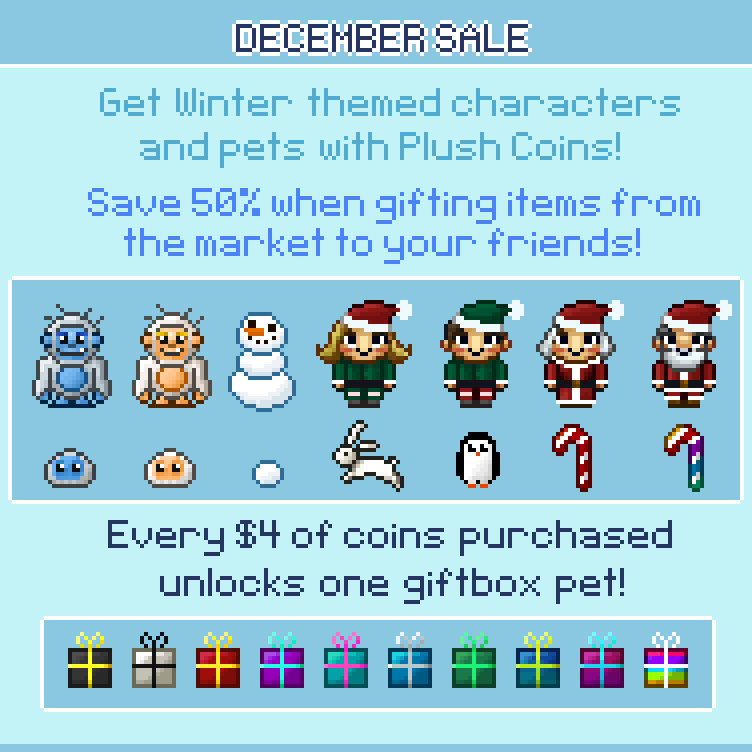 DECEMBER SALE
Get Winter themed characters
and pets with Plush Coins!
Save 50% when gifting items from
the market to your friends!
Every $4 of coins purchased
unlocks one giftbox pet!